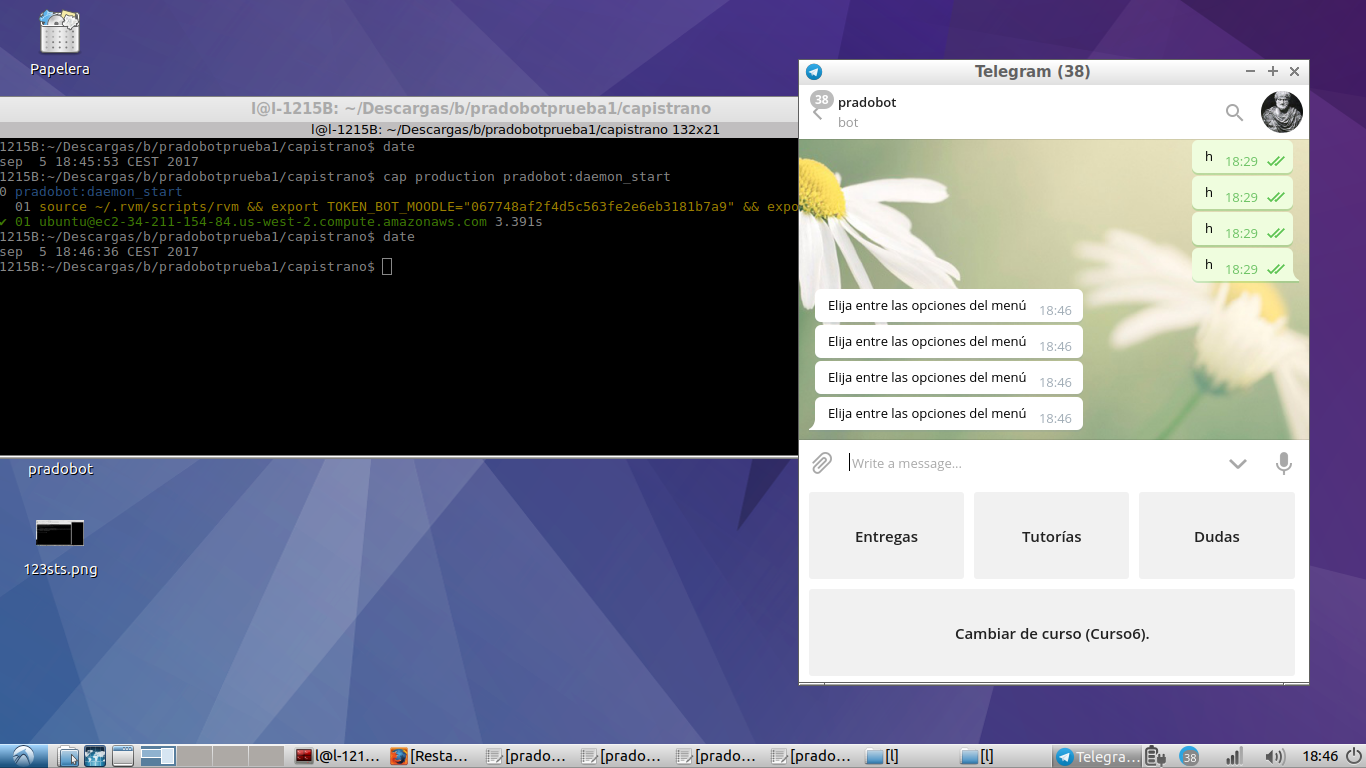 Papelera
l@l-1215B: ~/Descargas/b/pradobotprueba1/capistrano
l@l-1215B: ~/Descargas/b/pradobotprueba1/capistrano 132x21
1215B:~/Descargas/b/pradobotprueba1/capistrano$ date
sep  5 18:45:53 CEST 2017
1215B:~/Descargas/b/pradobotprueba1/capistrano$ cap production pradobot:daemon_start
0 pradobot:daemon_start
01 source ~/.rvm/scripts/rvm && export TOKEN_BOT_MOODLE="067748af2f4d5c563fe2e6eb3181b7a9" && expo
✔ 01 ubuntu@ec2-34-211-154-84.us-west-2.compute.amazonaws.com 3.391s
1215B:~/Descargas/b/pradobotprueba1/capistrano$ date
sep  5 18:46:36 CEST 2017
1215B:~/Descargas/b/pradobotprueba1/capistrano$
pradobot
123sts.png
Telegram (38)
38
pradobot
bot
h 18:29
h 18:29
h 18:29
h 18:29
Elija entre las opciones del menú 18:46
Elija entre las opciones del menú 18:46
Elija entre las opciones del menú 18:46
Elija entre las opciones del menú 18:46
Write a message...
Entregas
Tutorías
Dudas
Cambiar de curso (Curso6).
l@l-121...
[Resta...
[prado...
[prado...
[prado...
[prado...
[l]
[l]
Telegra...
38
18:46